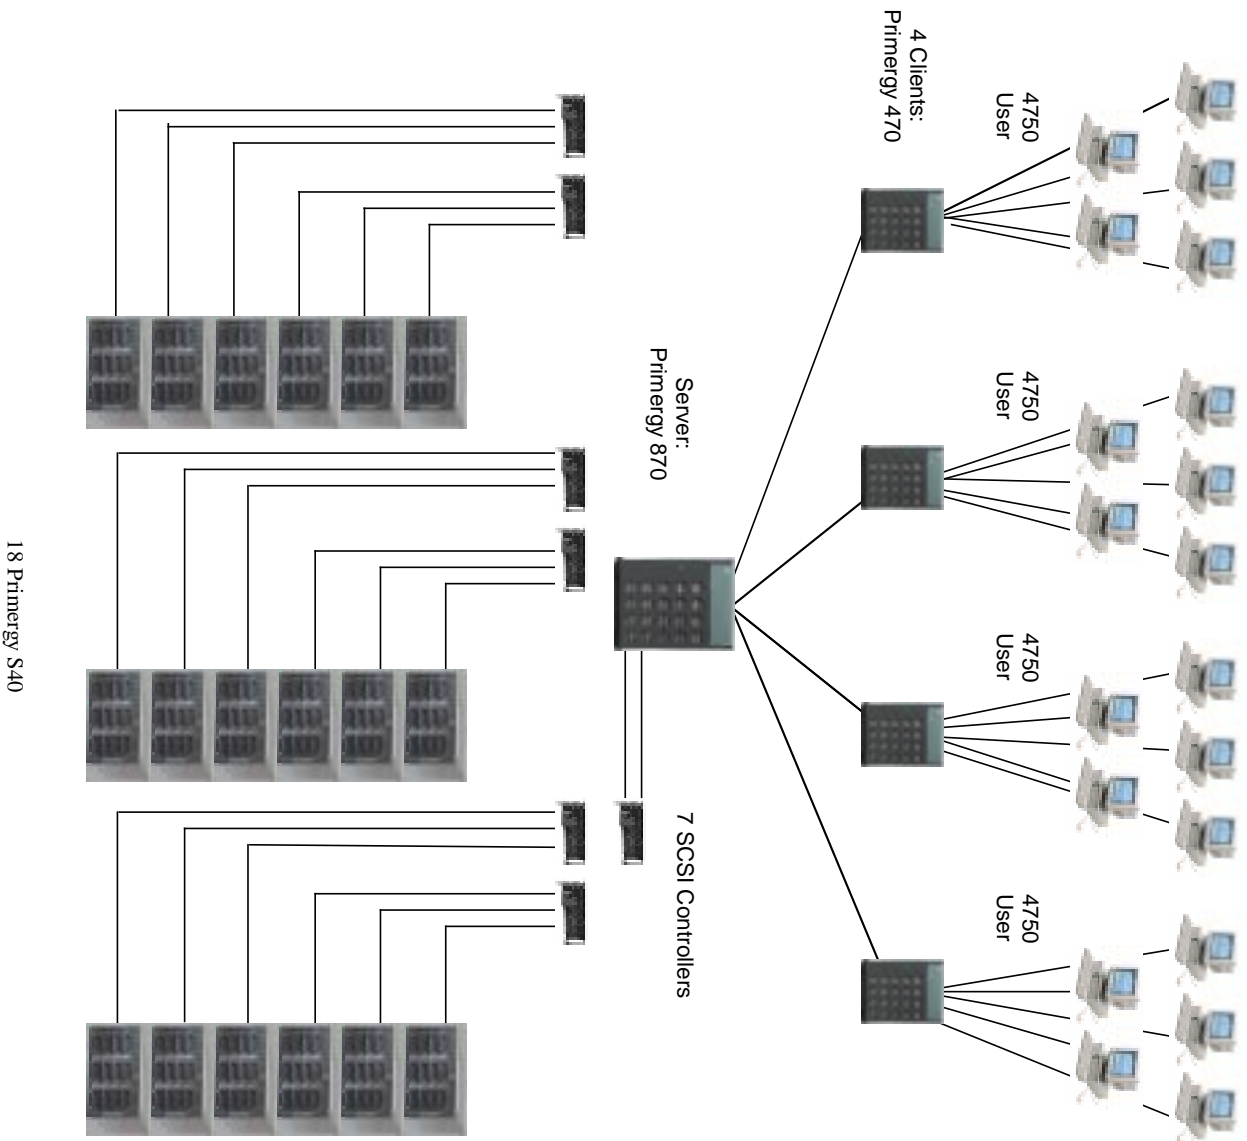 4750
User
4750
User
4750
User
4750
User
4 Clients:
Primergy 470
Server:
Primergy 870
7 SCSI Controllers
18 Primergy S40